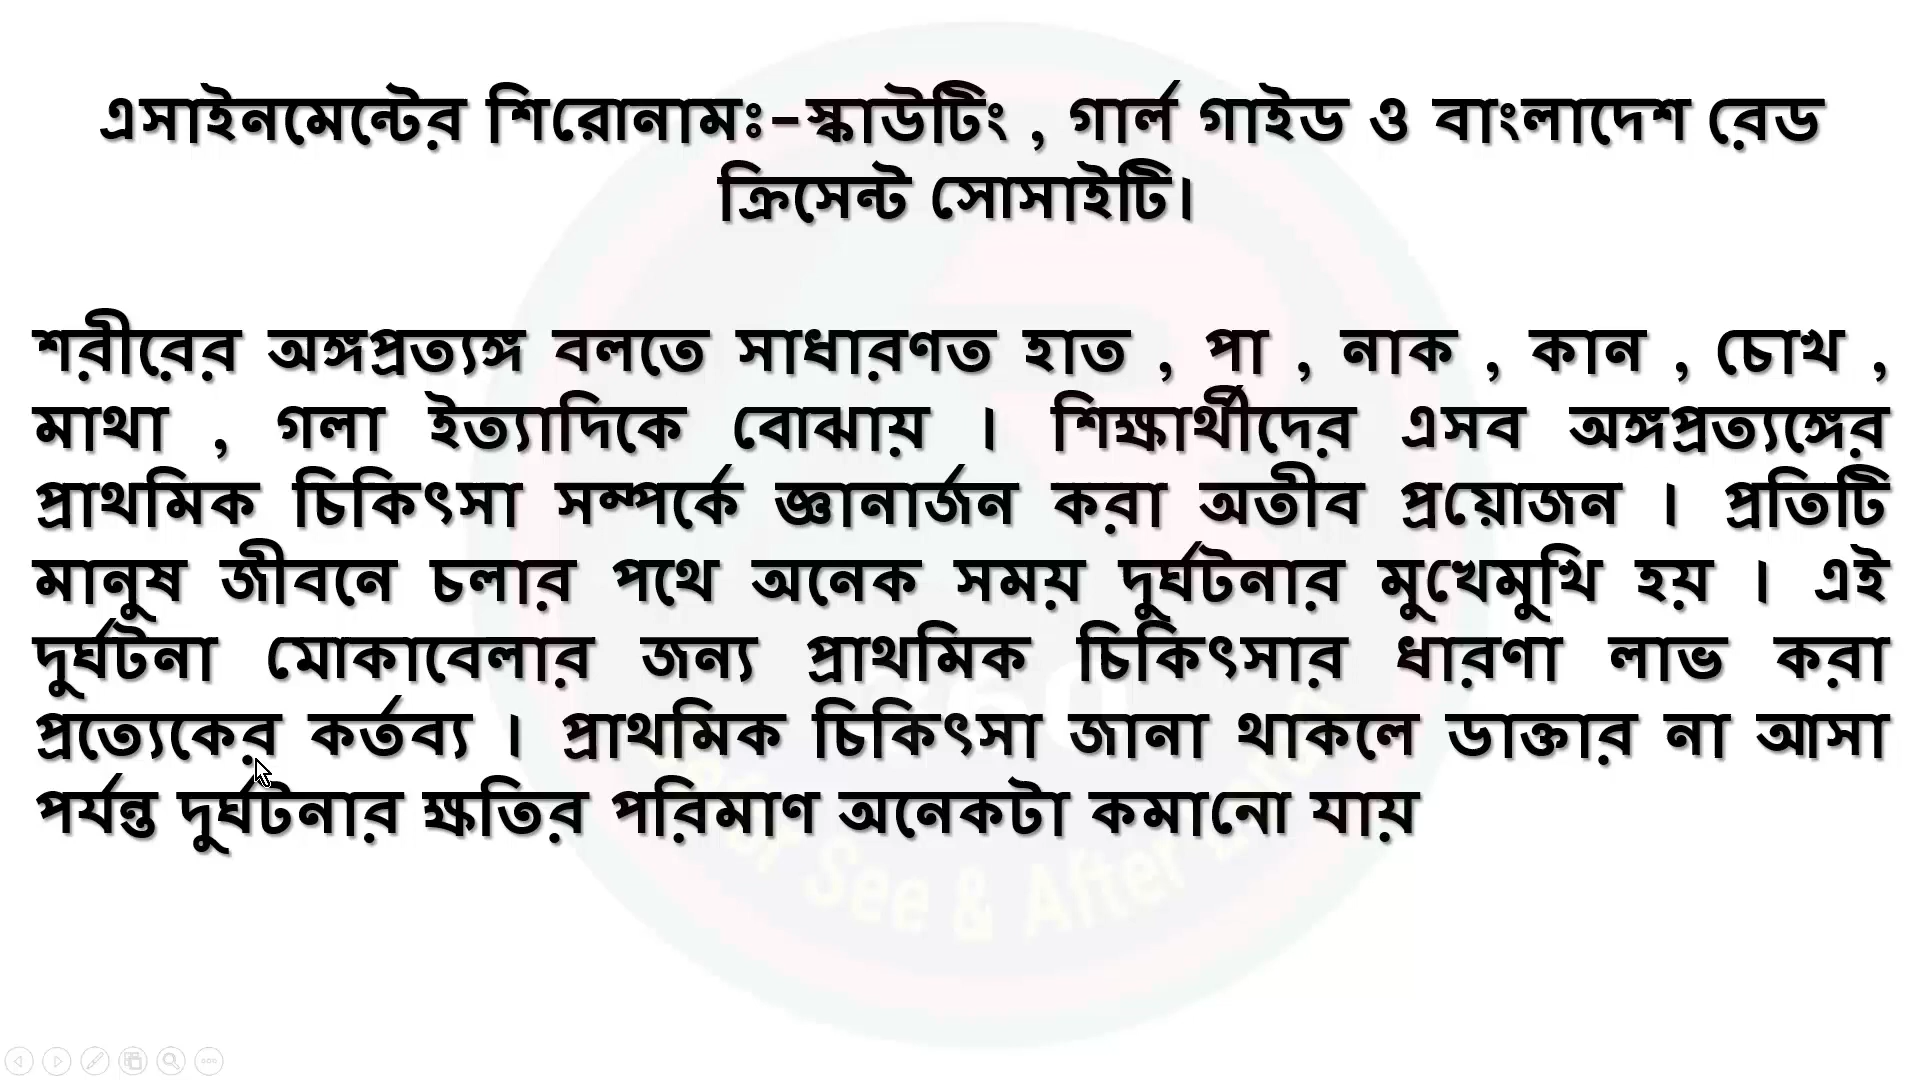 এসাইনমেন্টের শিরোনামঃ-স্কাউটিং , গার্ল গাইড ও বাংলাদেশ রেড
ক্রিসেন্ট সোসাইটি।
শরীরের অঙ্গপ্রত্যঙ্গ বলতে সাধারণত হাত , পা , নাক , কান , চোখ ,
মাথা , গলা ইত্যাদিকে বোঝায় । শিক্ষার্থীদের এসব অঙ্গপ্রত্যঙ্গের
প্রাথমিক চিকিৎসা সম্পর্কে জ্ঞানার্জন করা অতীব প্রয়োজন । প্রতিটি
মানুষ জীবনে চলার পথে অনেক সময় দুর্ঘটনার মুখেমুখি হয় । এই
দুর্ঘটনা মোকাবেলার জন্য প্রাথমিক চিকিৎসার ধারণা লাভ করা
প্রত্যেকের কর্তব্য । প্রাথমিক চিকিৎসা জানা থাকলে ডাক্তার না আসা
পর্যন্ত দুর্ঘটনার ক্ষতির পরিমাণ অনেকটা কমানো যায়
See & After